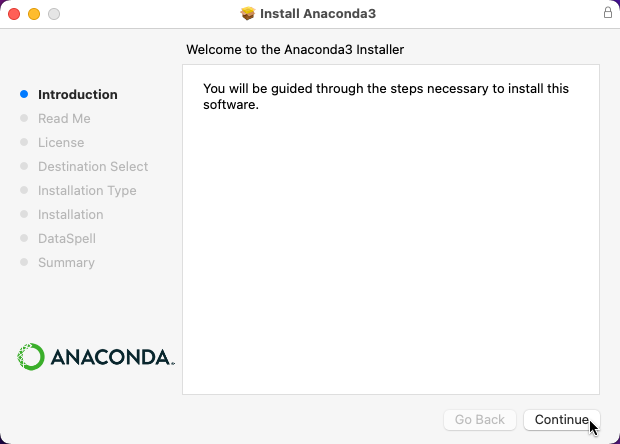 Install Anaconda3
Welcome to the Anaconda3 Installer
Introduction
Read Me
License
Destination Select
Installation Type
Installation
DataSpell
Summary
You will be guided through the steps necessary to install this
software.
ANACONDA.
Go Back
Continue